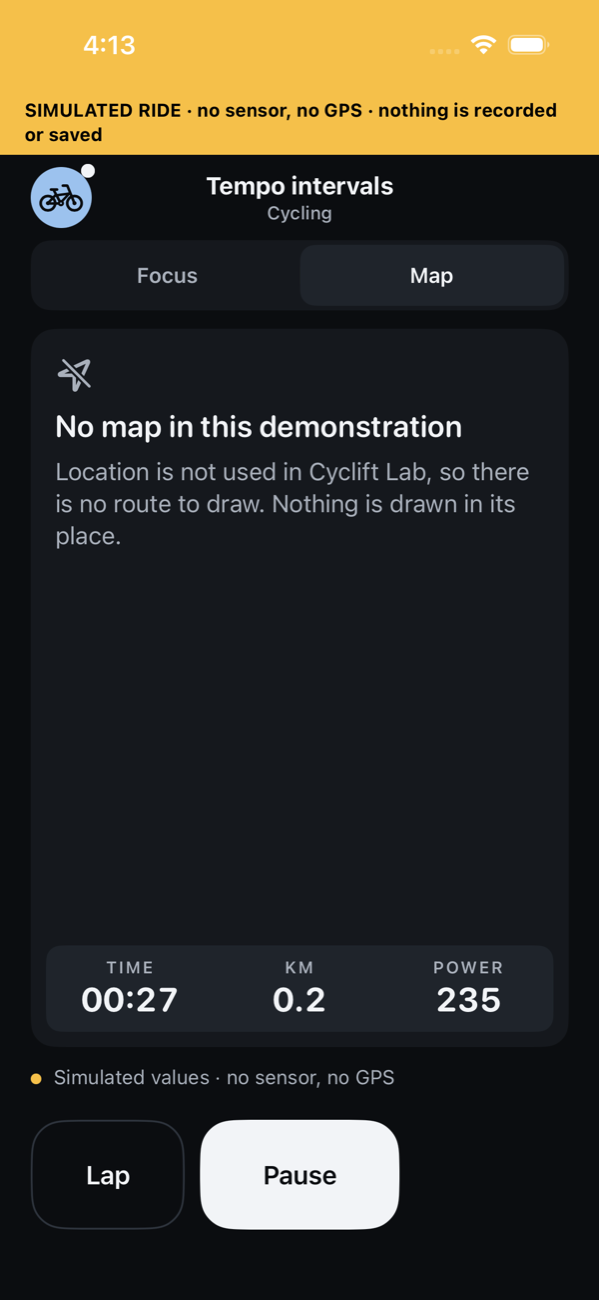 4:13
SIMULATED RIDE · no sensor, no GPS · nothing is recorded
or saved
Tempo intervals
Cycling
Focus
Map
No map in this demonstration
Location is not used in Cyclift Lab, so there
is no route to draw. Nothing is drawn in its
place.
TIME
00:27
KM
0.2
POWER
235
Simulated values · no sensor, no GPS
Lap
Pause